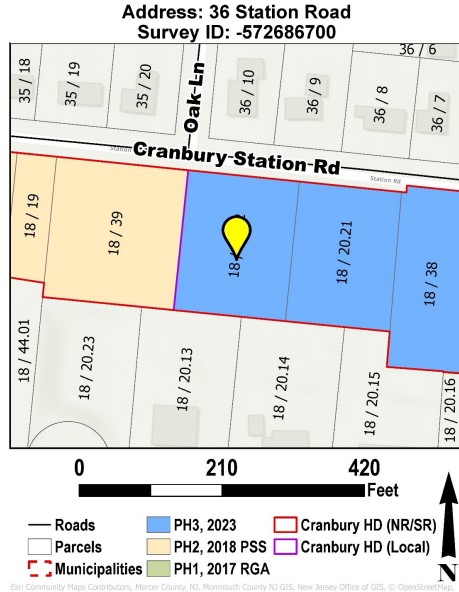 Address: 36 Station Road
Survey ID: -572686700
36 / 6
35 / 18
35 / 19
35 / 20
Oak Ln
36 / 10
36 / 9
36 / 8
36 / 7
Station
Cranbury Station Rd
Station Rd
18 / 19
18 / 39
18 /
18 / 20.21
18 / 38
18 / 44.01
18 / 20.23
18 / 20.13
18 / 20.14
18 / 20.15
18 / 20.16
0 210 420
Feet
Roads
Parcels
Municipalities
PH3, 2023
PH2, 2018 PSS
PH1, 2017 RGA
Cranbury HD (NR/SR)
Cranbury HD (Local)
N
Esri Community Maps Contributors, Mercer County, NJ, Monmouth County NJ GIS, New Jersey Office of GIS, © OpenStreetMap,